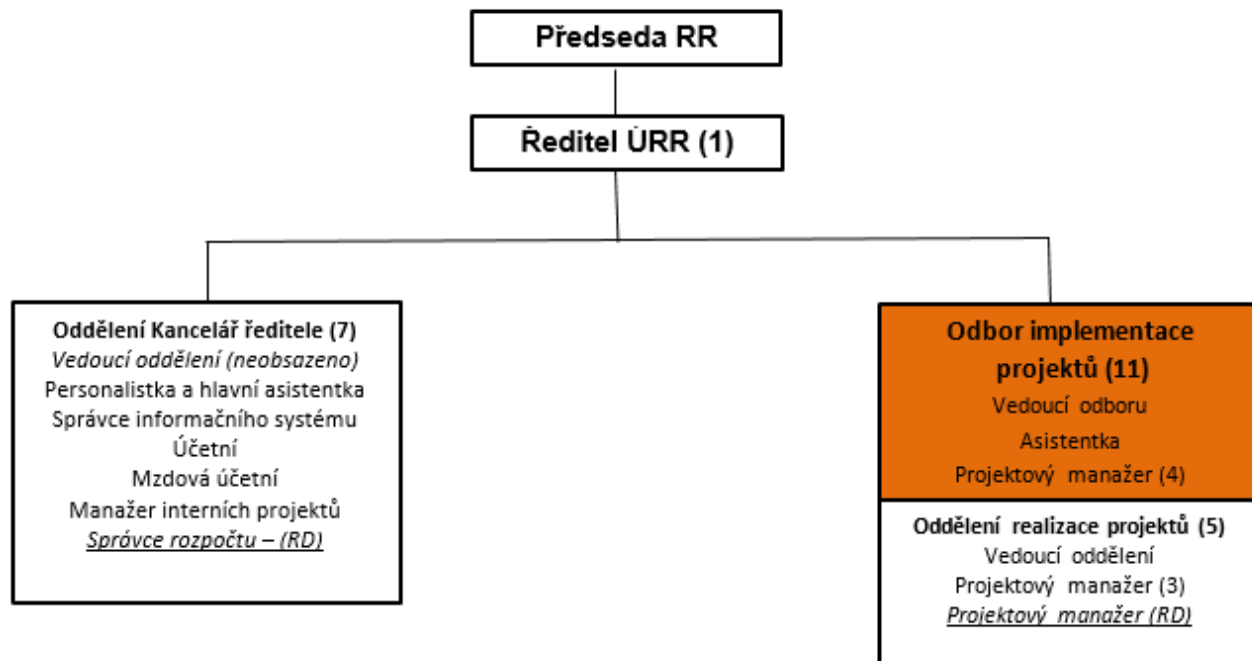 Předseda RR
Ředitel ÚRR (1)
Oddělení Kancelář ředitele (7)
Vedoucí oddělení (neobsazeno)
Personalistka a hlavní asistentka
Správce informačního systému
Účetní
Mzdová účetní
Manažer interních projektů
Správce rozpočtu – (RD)
Odbor implementace
projektů (11)
Vedoucí odboru
Asistentka
Projektový manažer (4)
Oddělení realizace projektů (5)
Vedoucí oddělení
Projektový manažer (3)
Projektový manažer (RD)